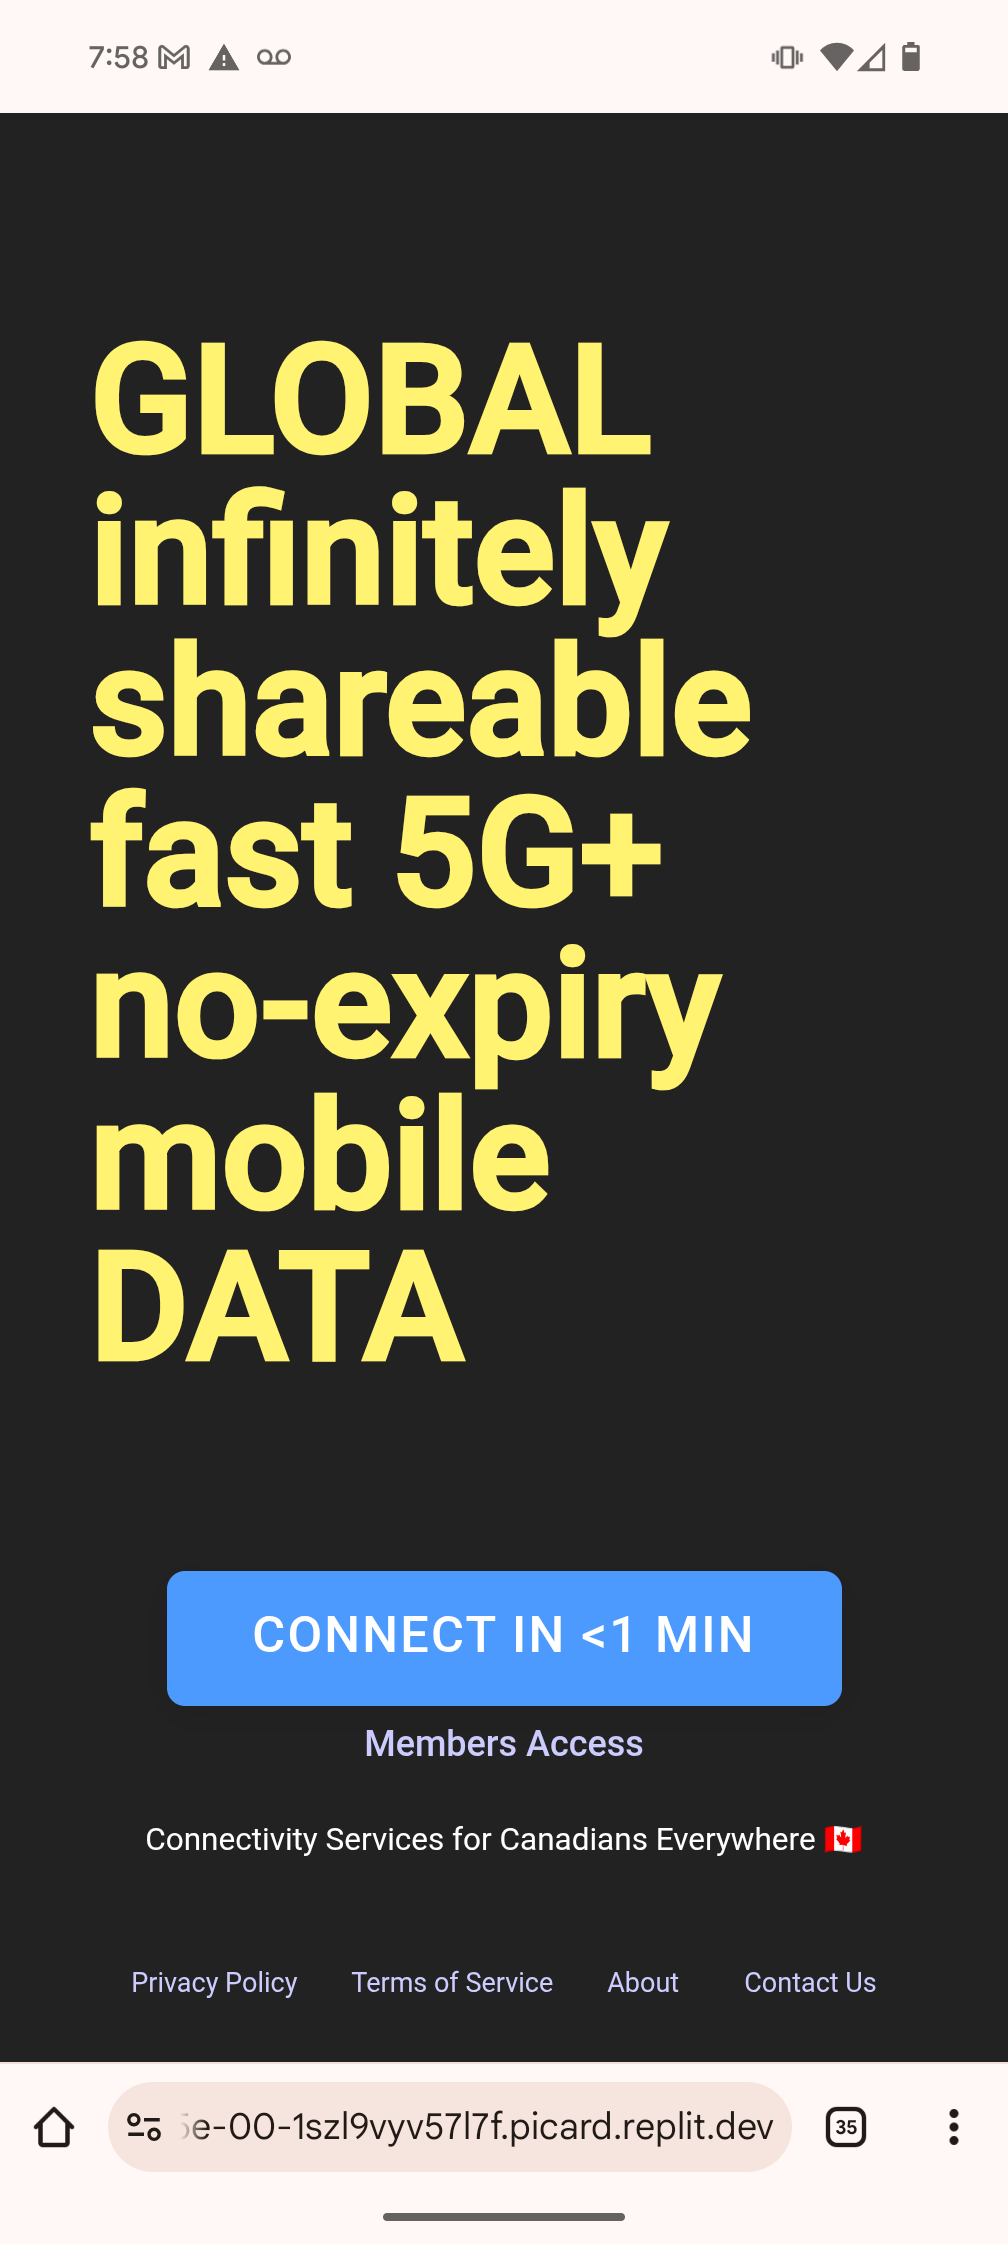 7:58
GLOBAL
infinitely
shareable
fast 5G+
no-expiry
mobile
DATA
CONNECT IN <1 MIN
Members Access
Connectivity Services for Canadians Everywhere 🇨🇦
Privacy Policy Terms of Service About Contact Us
5e-00-1szl9vyv57l7f.picard.replit.dev 35